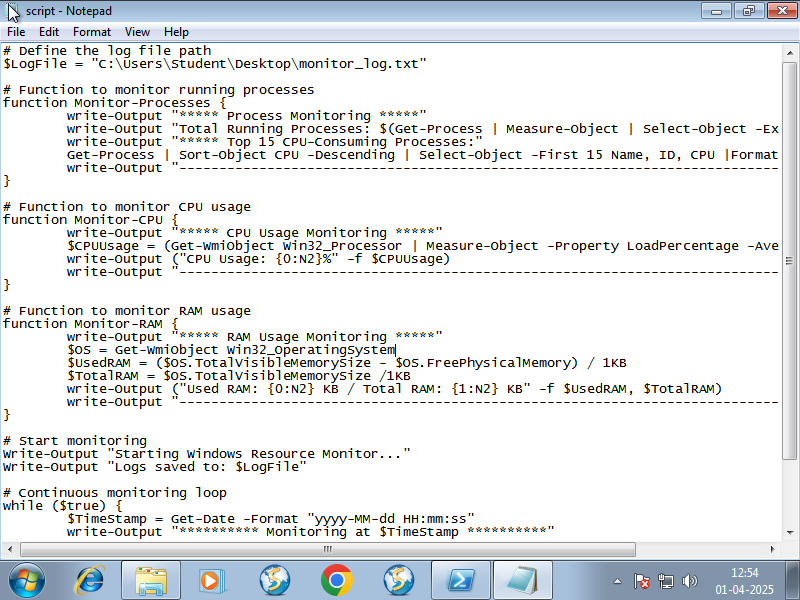 script - Notepad
File Edit Format View Help
# Define the log file path
$LogFile = "C:\Users\Student\Desktop\monitor_log.txt"
# Function to monitor running processes
function Monitor-Processes {
write-Output "***** Process Monitoring *****"
write-Output "Total Running Processes: $(Get-Process | Measure-Object | Select-Object -Ex
write-Output "***** Top 15 CPU-Consuming Processes:"
Get-Process | Sort-Object CPU -Descending | Select-Object -First 15 Name, ID, CPU |Format
write-Output "----------------------------------------------------------------------------
}
# Function to monitor CPU usage
function Monitor-CPU {
write-Output "***** CPU Usage Monitoring *****"
$CPUUsage = (Get-WmiObject Win32_Processor | Measure-Object -Property LoadPercentage -Ave
write-Output ("CPU Usage: {0:N2}%" -f $CPUUsage)
write-Output "----------------------------------------------------------------------------
}
# Function to monitor RAM usage
function Monitor-RAM {
write-Output "***** RAM Usage Monitoring *****"
$OS = Get-WmiObject Win32_OperatingSystem
$UsedRAM = ($OS.TotalVisibleMemorySize - $OS.FreePhysicalMemory) / 1KB
$TotalRAM = $OS.TotalVisibleMemorySize /1KB
write-Output ("Used RAM: {0:N2} KB / Total RAM: {1:N2} KB" -f $UsedRAM, $TotalRAM)
write-Output "----------------------------------------------------------------------------
}
# Start monitoring
Write-Output "Starting Windows Resource Monitor..."
Write-Output "Logs saved to: $LogFile"
# Continuous monitoring loop
while ($true) {
$TimeStamp = Get-Date -Format "yyyy-MM-dd HH:mm:ss"
write-Output "********** Monitoring at $TimeStamp **********"
12:54
01-04-2025